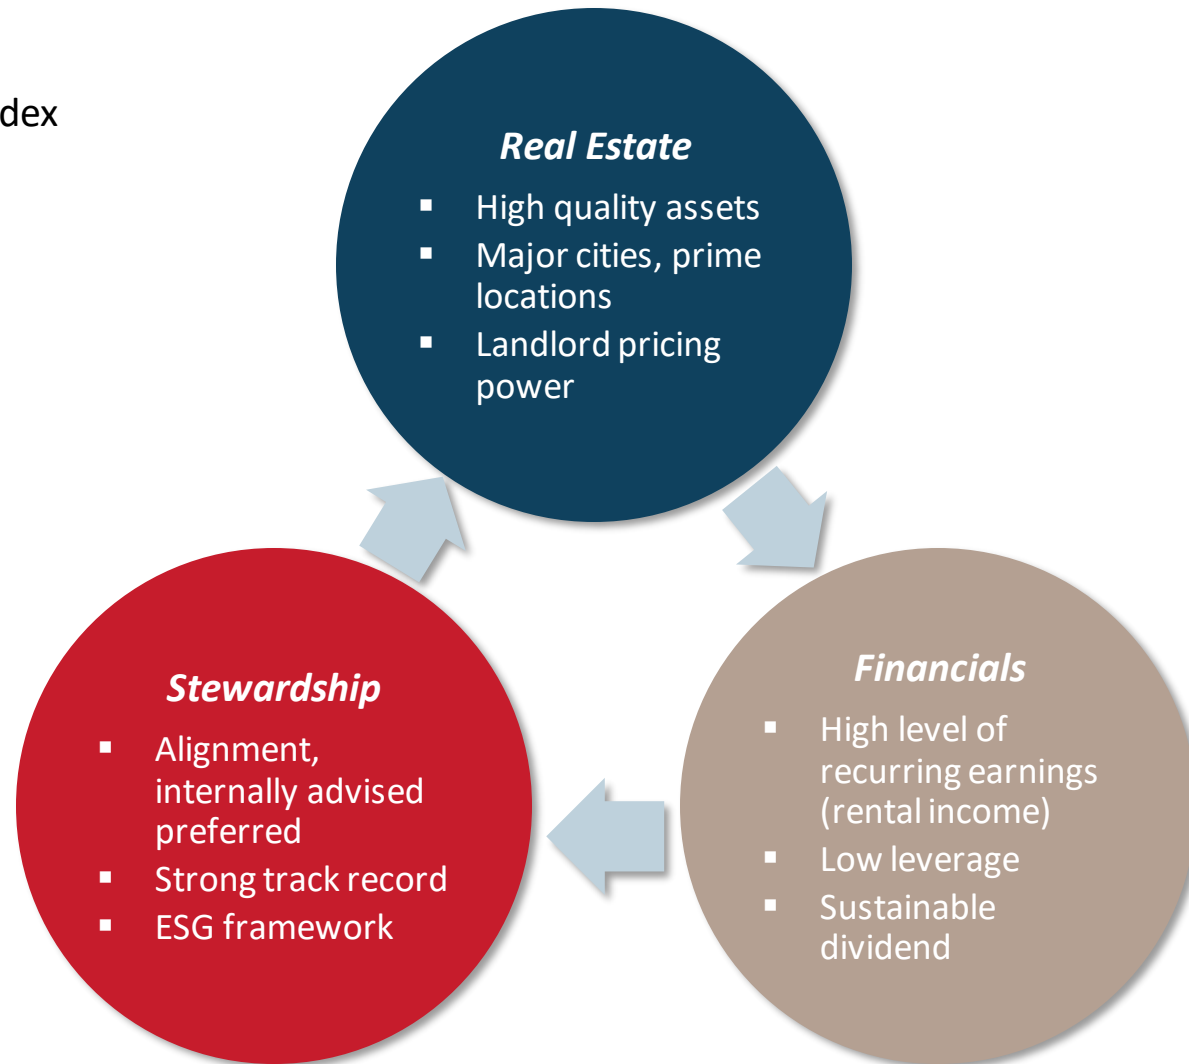 dex
Real Estate
▪ High quality assets
▪ Major cities, prime
locations
▪ Landlord pricing
power
Stewardship
▪ Alignment,
internally advised
preferred
▪ Strong track record
▪ ESG framework
Financials
▪ High level of
recurring earnings
(rental income)
▪ Low leverage
▪ Sustainable
dividend